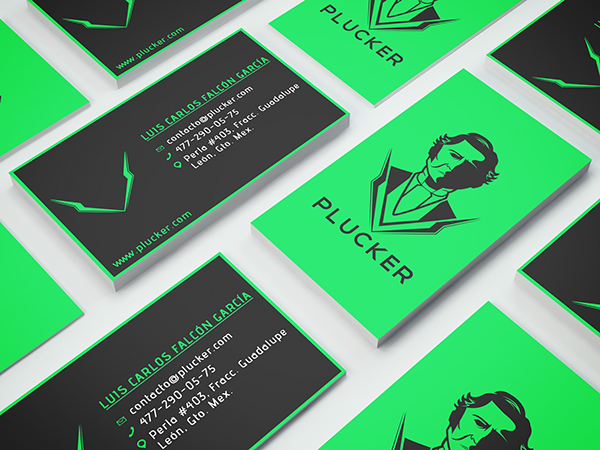 www.plucker.com
PLUCKER
LUIS CARLOS FALCÓN GARCÍA
contacto@plucker.com
477-290-05-75
Perla #403, Fracc. Guadalupe
León, Gto. Mex.
www.plucker.com
PLUCKER
LUIS CARLOS FALCÓN GARCÍA
contacto@plucker.com
477-290-05-75
Perla #403, Fracc. Guadalupe
León, Gto. Mex.